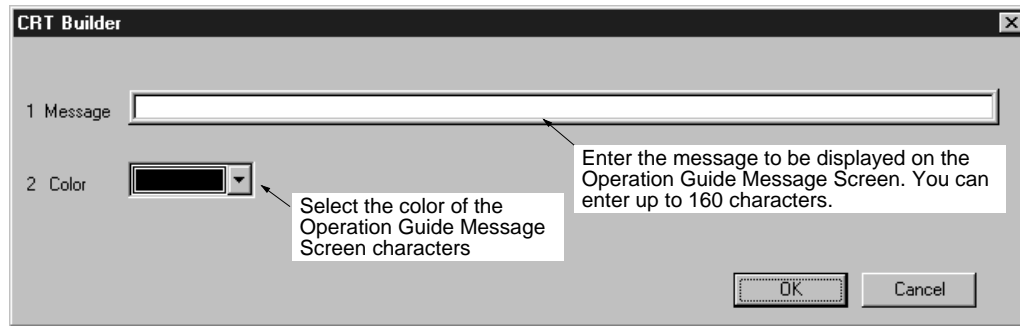 CRT Builder
1 Message
Enter the message to be displayed on the
Operation Guide Message Screen. You can
enter up to 160 characters.
2 Color
Select the color of the
Operation Guide Message
Screen characters
OK
Cancel